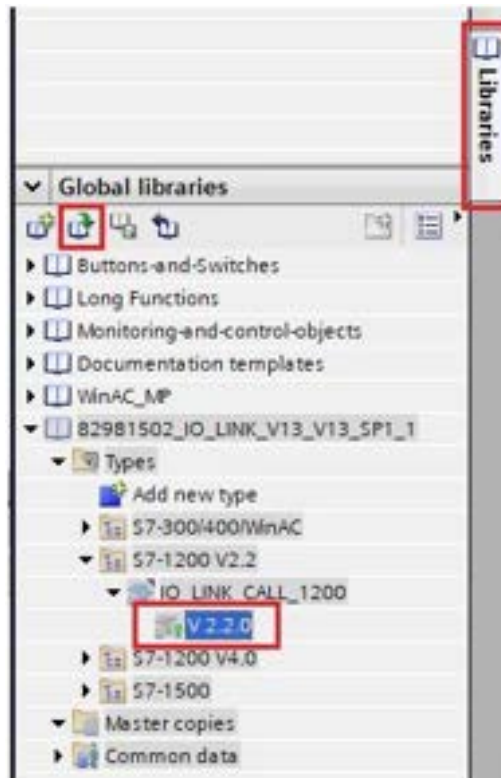 Libraries
Global libraries
Buttons-and-Switches
Long Functions
Monitoring-and-control-objects
Documentation templates
WinAC_MP
82981502_IO_LINK_V13_V13_SP1_1
Types
Add new type
S7-300/400/WinAC
S7-1200 V2.2
IO_LINK_CALL_1200
V 2.2.0
S7-1200 V4.0
S7-1500
Master copies
Common data